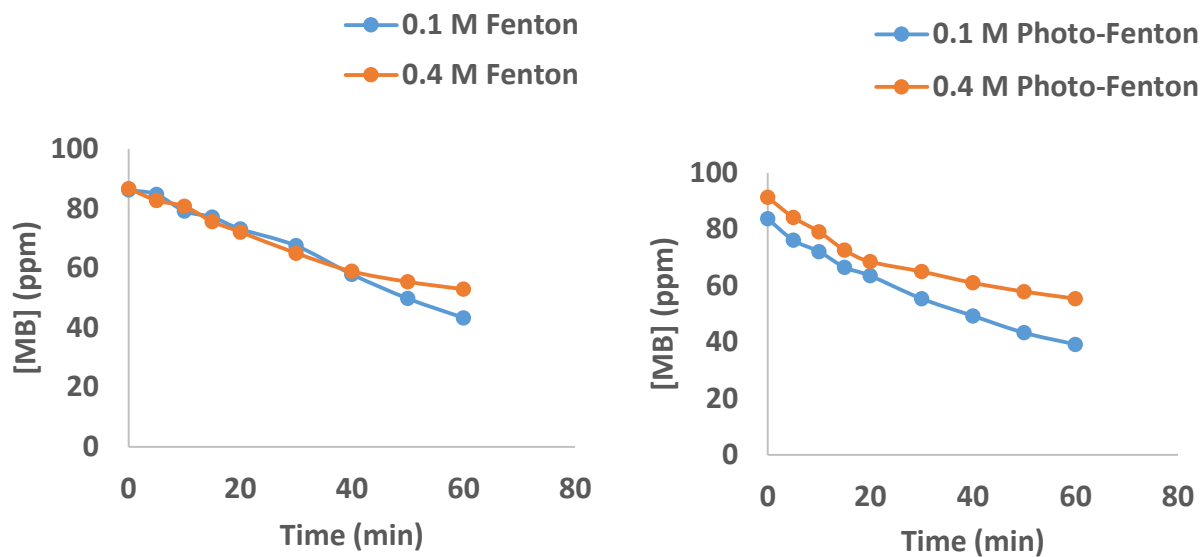 0.1 M Fenton
0.4 M Fenton
100
80
60
40
20
0
[MB] (ppm)
0 20 40 60 80
Time (min)
0.1 M Photo-Fenton
0.4 M Photo-Fenton
100
80
60
40
20
0
[MB] (ppm)
0 20 40 60 80
Time (min)